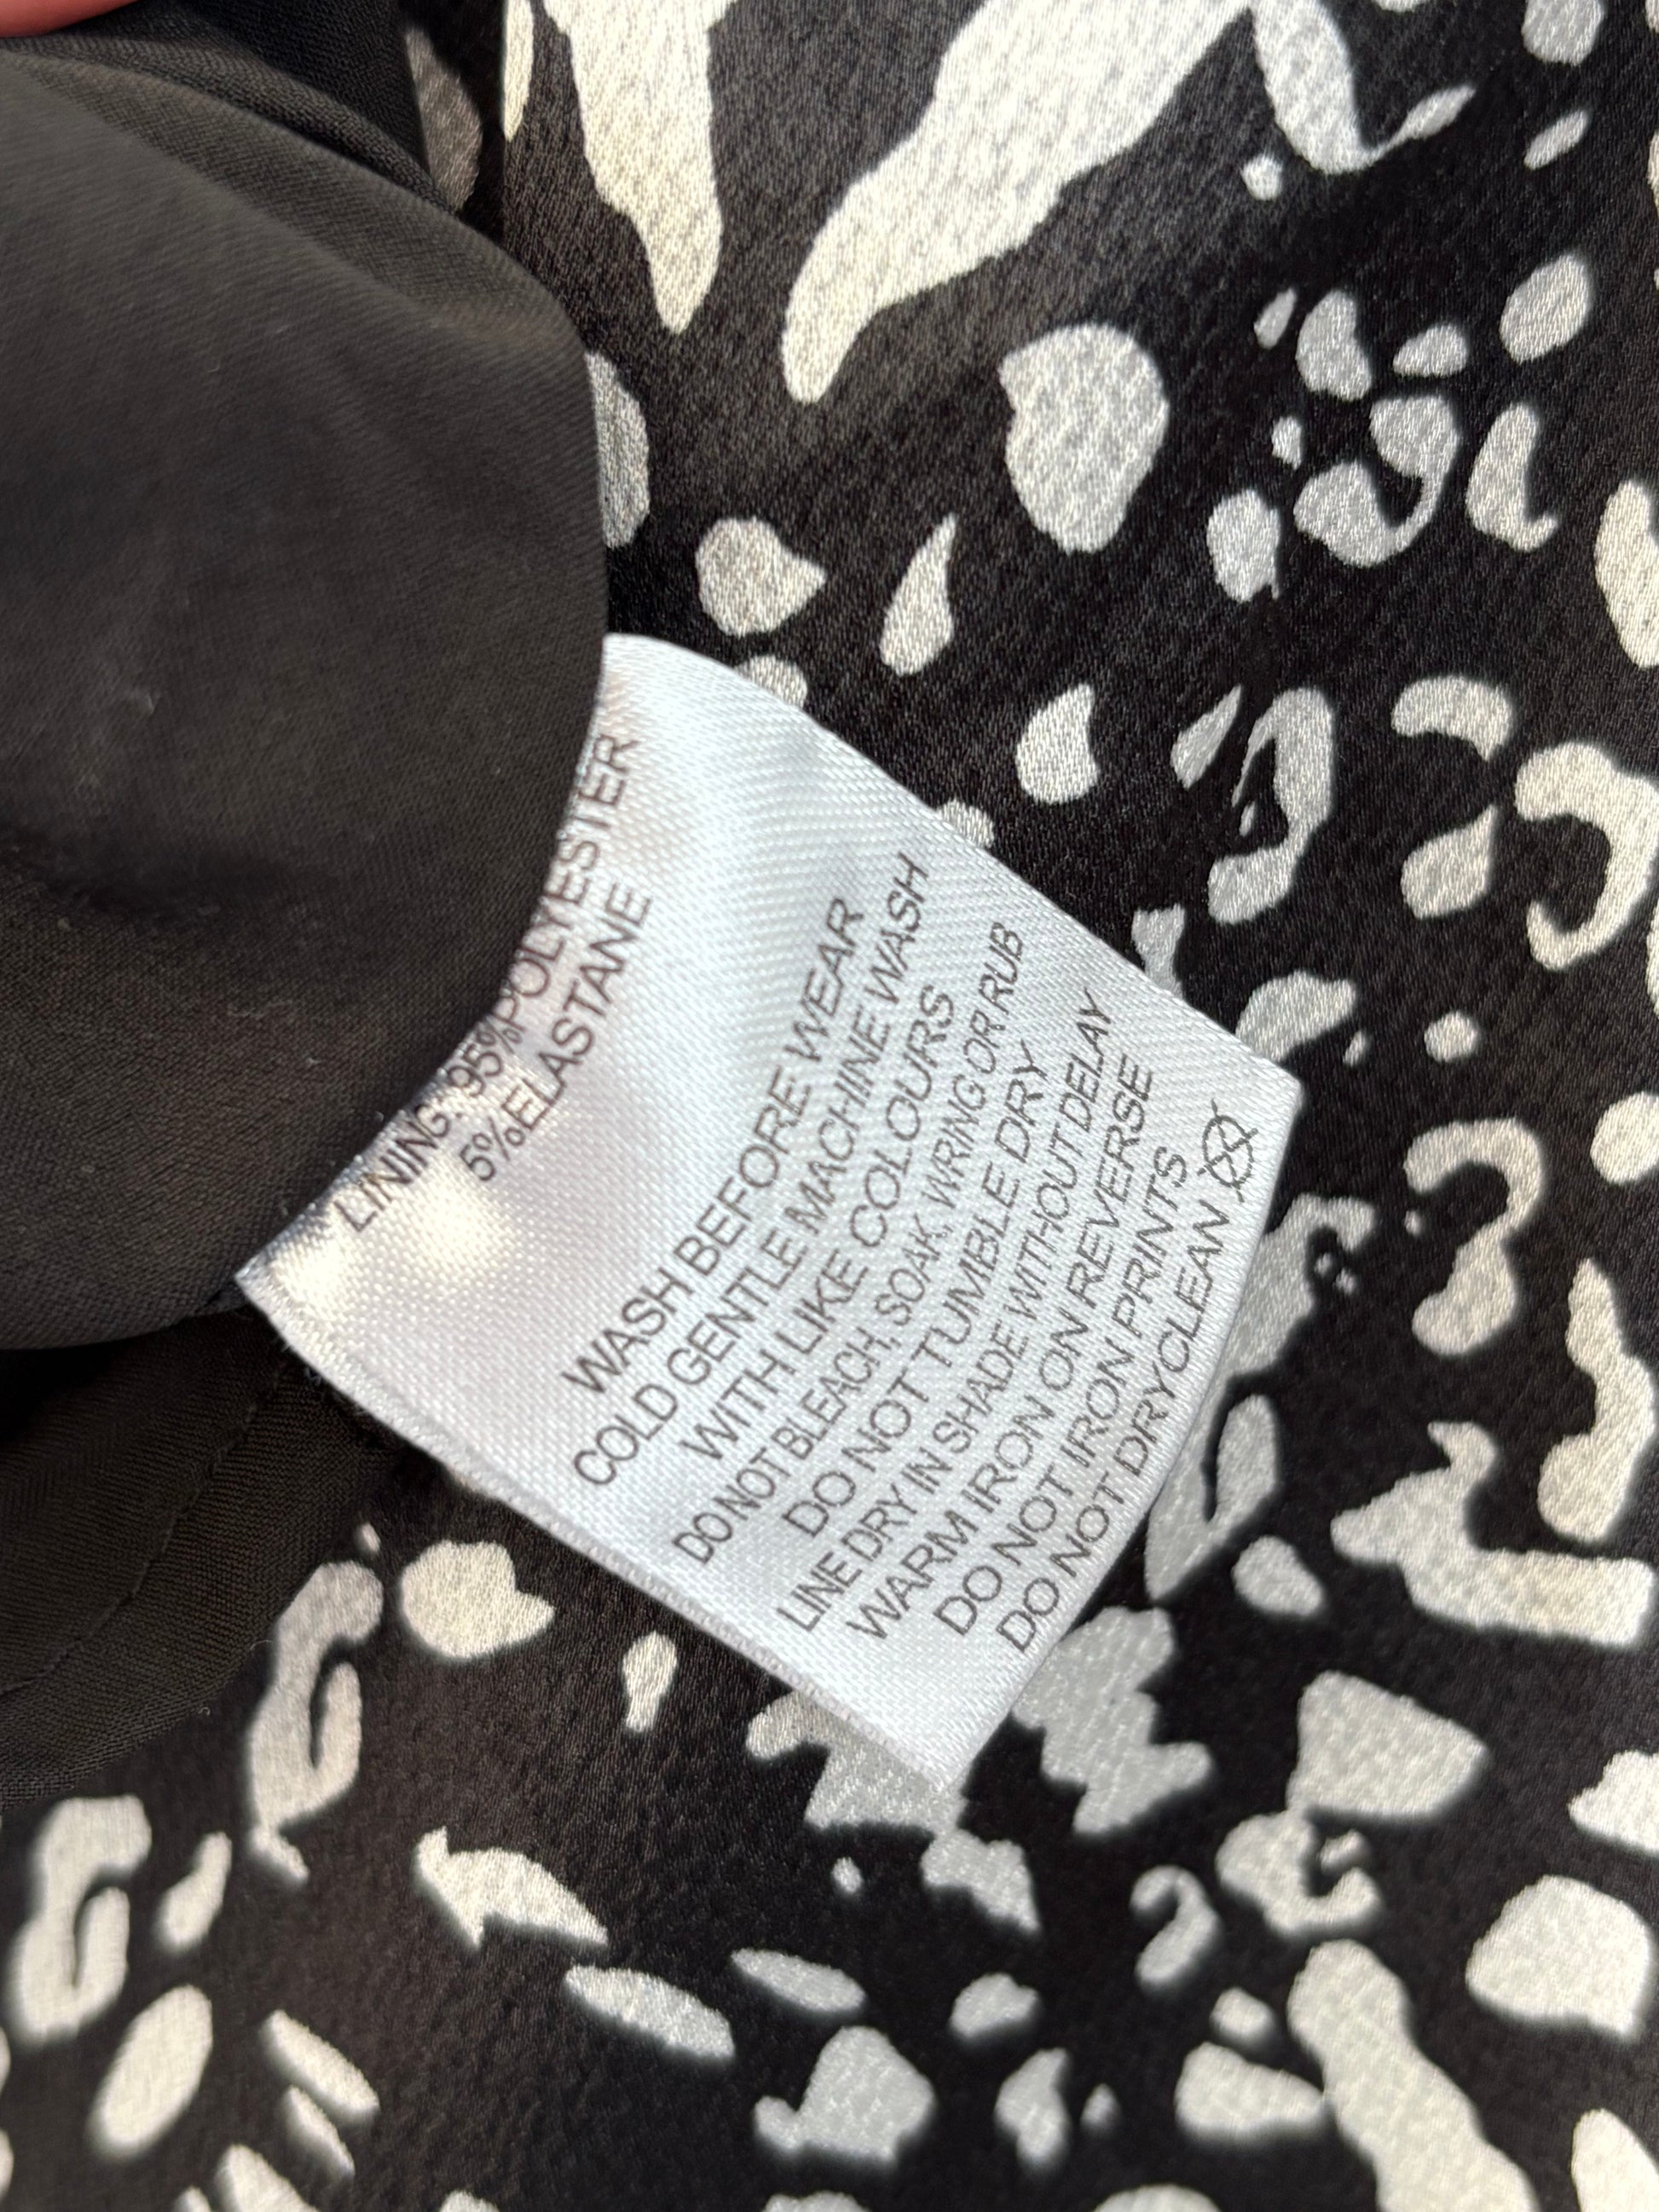 LINING: 95%POLYESTER
5%ELASTANE
WASH BEFORE WEAR
COLD GENTLE MACHINE WASH
WITH LIKE COLOURS
DO NOT BLEACH, SOAK, WRING OR RUB
DO NOT TUMBLE DRY
LINE DRY IN SHADE WITHOUT DELAY
WARM IRON ON REVERSE
DO NOT IRON PRINTS
DO NOT DRYCLEAN